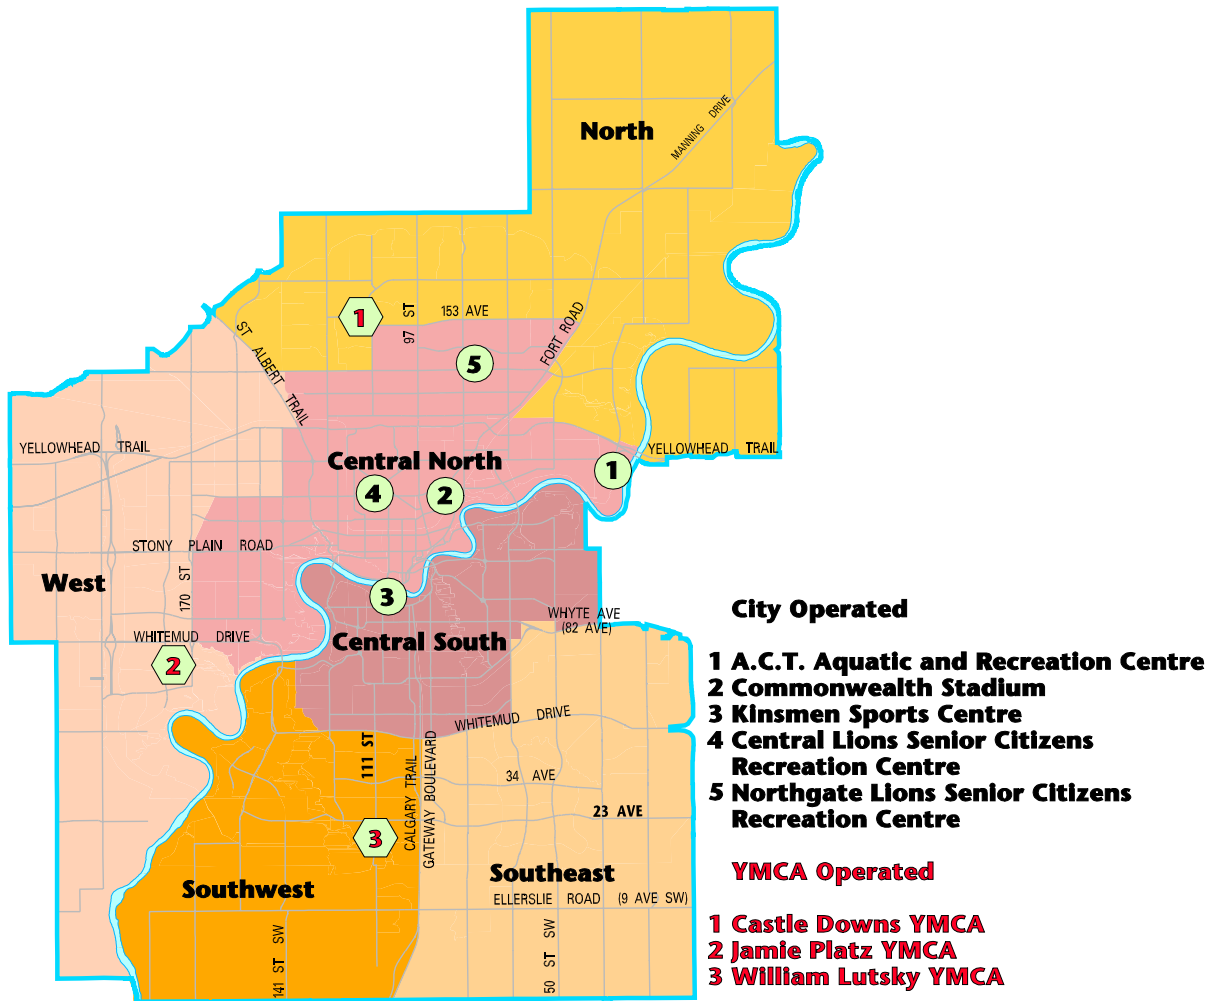 North
MANNING DRIVE
1
97 ST
153 AVE
FORT ROAD
ST ALBERT TRAIL
5
YELLOWHEAD TRAIL
YELLOWHEAD TRAIL
Central North
1
4
2
STONY PLAIN ROAD
170 ST
West
3
WHYTE AVE
(82 AVE)
WHITEMUD DRIVE
Central South
2
WHITEMUD DRIVE
111 ST
CALGARY TRAIL
GATEWAY BOULEVARD
34 AVE
23 AVE
3
Southwest
Southeast
ELLERSLIE ROAD (9 AVE SW)
141 ST SW
50 ST SW
City Operated
1 A.C.T. Aquatic and Recreation Centre
2 Commonwealth Stadium
3 Kinsmen Sports Centre
4 Central Lions Senior Citizens
Recreation Centre
5 Northgate Lions Senior Citizens
Recreation Centre
YMCA Operated
1 Castle Downs YMCA
2 Jamie Platz YMCA
3 William Lutsky YMCA